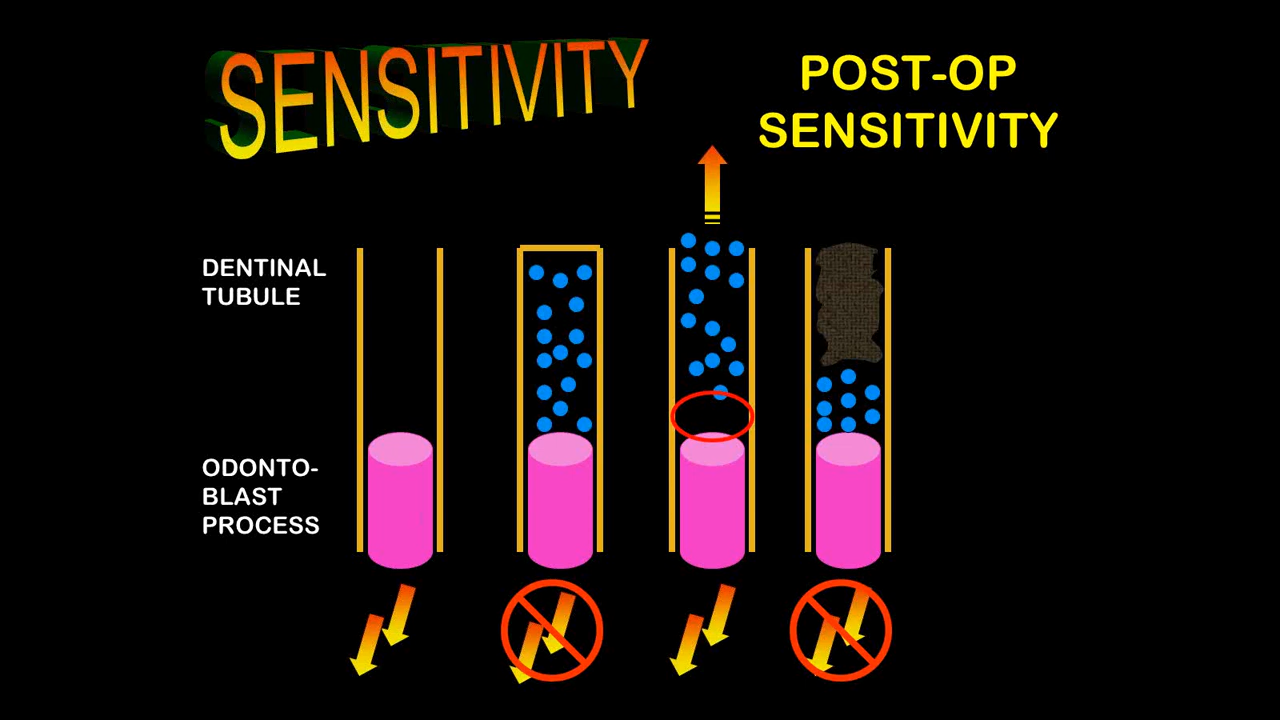 SENSITIVITY
POST-OP
SENSITIVITY
DENTINAL
TUBULE
ODONTO-
BLAST
PROCESS